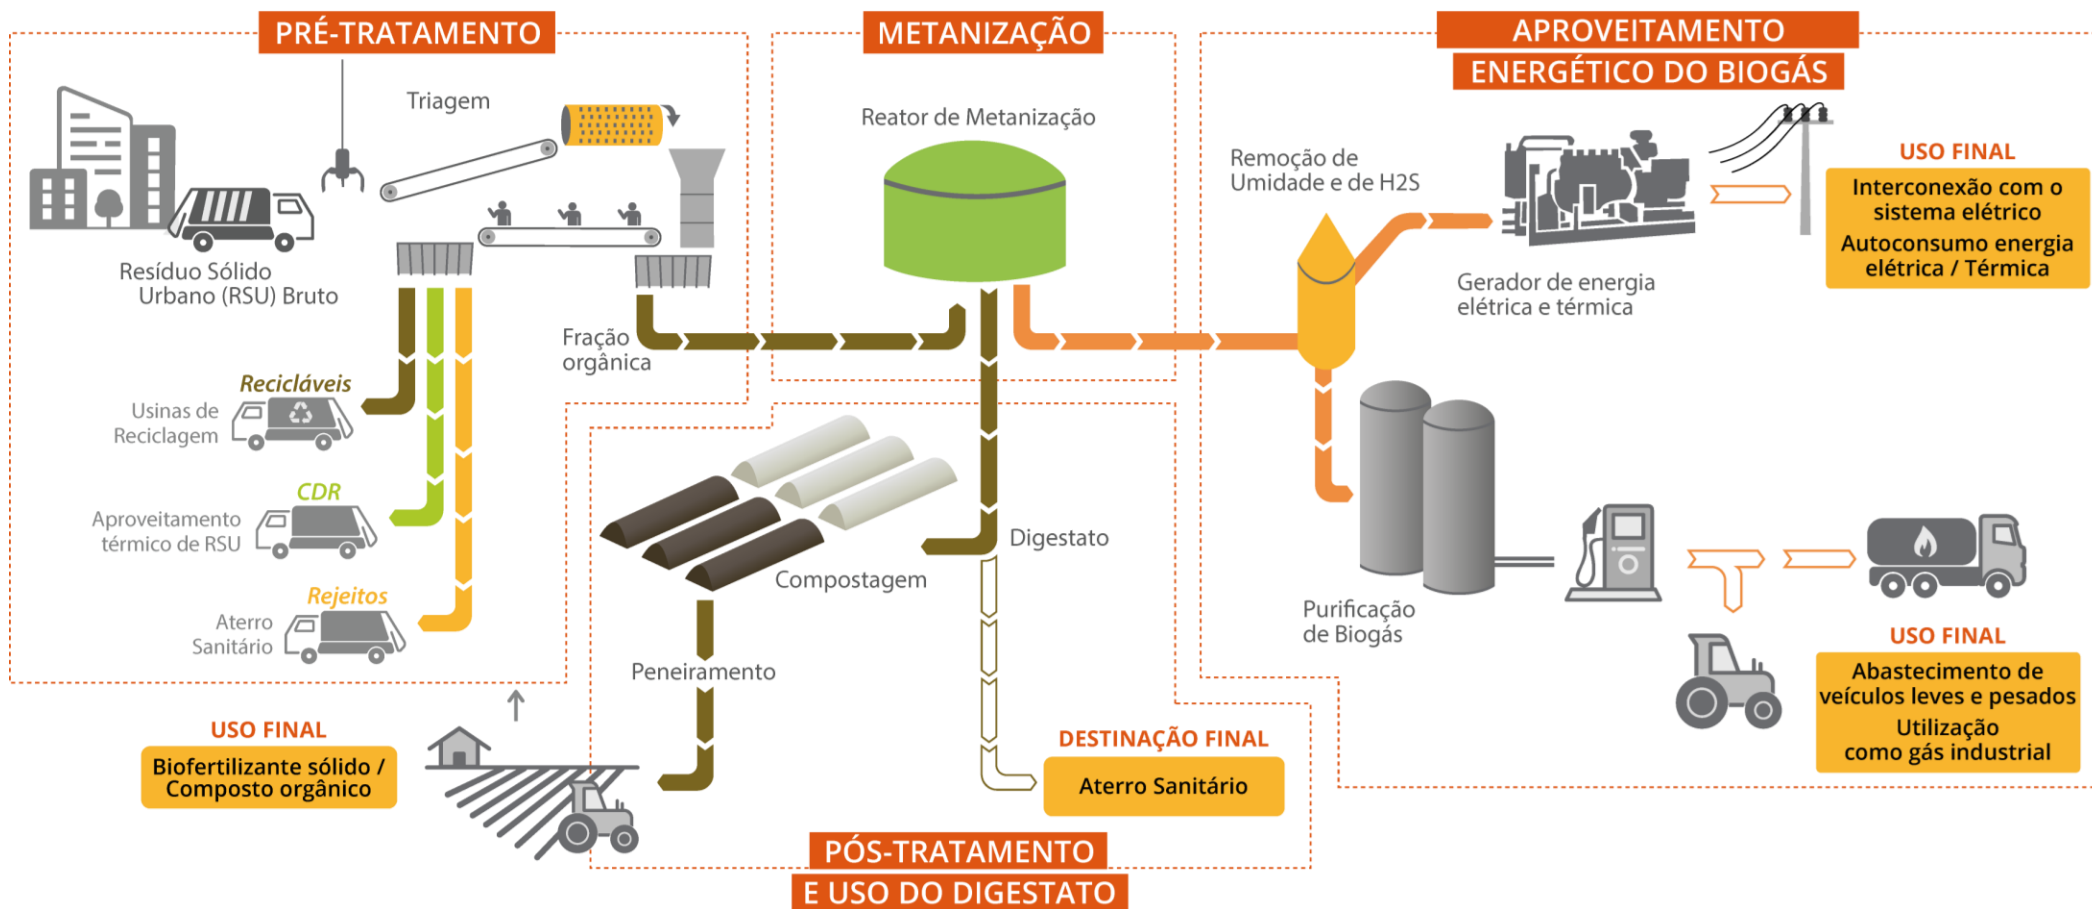 PRÉ-TRATAMENTO
Triagem
Resíduo Sólido
Urbano (RSU) Bruto
Recicláveis
Usinas de
Reciclagem
CDR
Aproveitamento
térmico de RSU
Rejeitos
Aterro
Sanitário
Fração
orgânica
METANIZAÇÃO
Reator de Metanização
APROVEITAMENTO
ENERGÉTICO DO BIOGÁS
Remoção de
Umidade e de H2S
Gerador de energia
elétrica e térmica
USO FINAL
Interconexão com o
sistema elétrico
Autoconsumo energia
elétrica / Térmica
Purificação
de Biogás
USO FINAL
Abastecimento de
veículos leves e pesados
Utilização
como gás industrial
Digestato
Compostagem
Peneiramento
USO FINAL
Biofertilizante sólido /
Composto orgânico
DESTINAÇÃO FINAL
Aterro Sanitário
PÓS-TRATAMENTO
E USO DO DIGESTATO